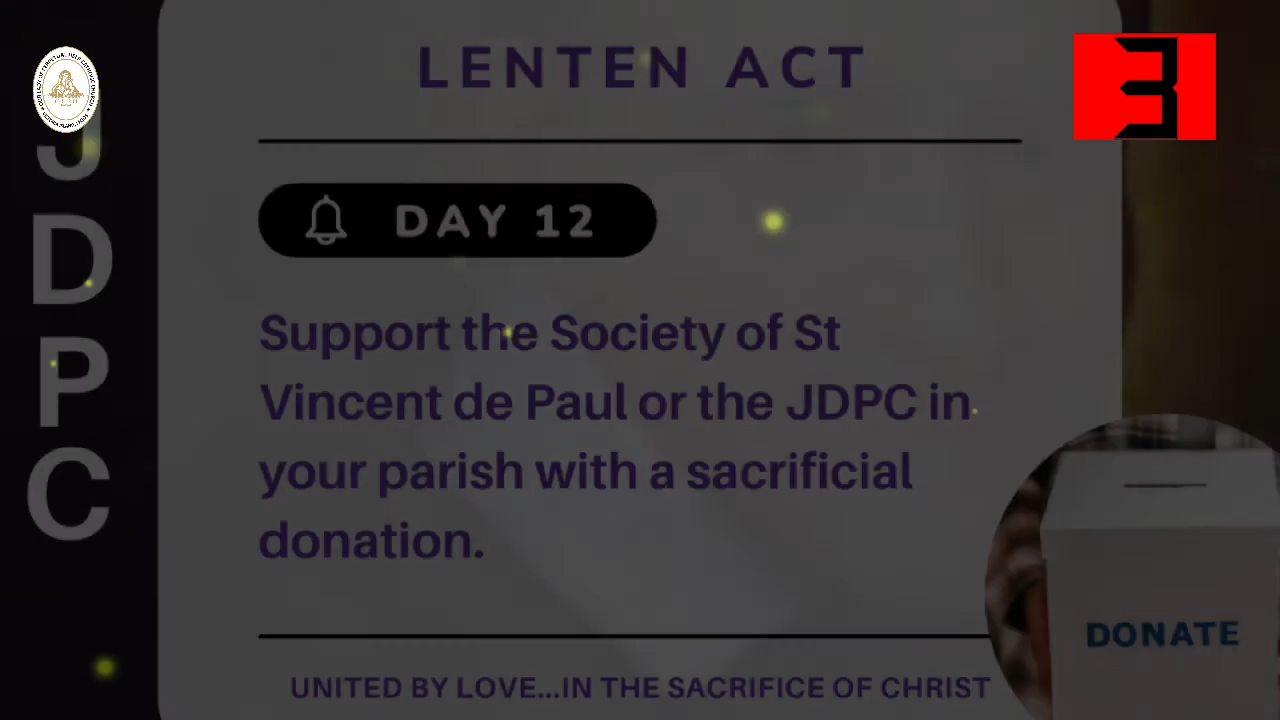 LENTEN ACT
3
J
D
P
C
DAY 12
Support the Society of St
Vincent de Paul or the JDPC in
your parish with a sacrificial
donation.
DONATE
UNITED BY LOVE...IN THE SACRIFICE OF CHRIST